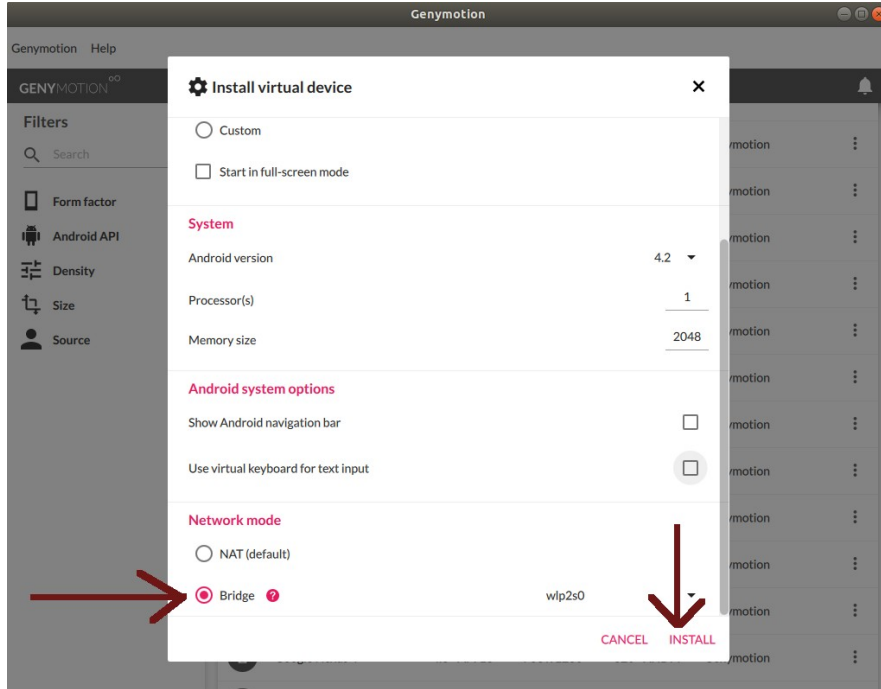 Genymotion
Genymotion Help
GENYMOTION
Install virtual device
Filters
Custom
Search
Start in full-screen mode
Form factor
System
Android API
Android version 4.2
Density
Processor(s) 1
Size
Memory size 2048
Source
Android system options
Show Android navigation bar
Use virtual keyboard for text input
Network mode
NAT (default)
Bridge ? wlp2s0
CANCEL INSTALL
ymotion
ymotion
ymotion
ymotion
ymotion
ymotion
ymotion
ymotion
ymotion
ymotion
ymotion
ymotion